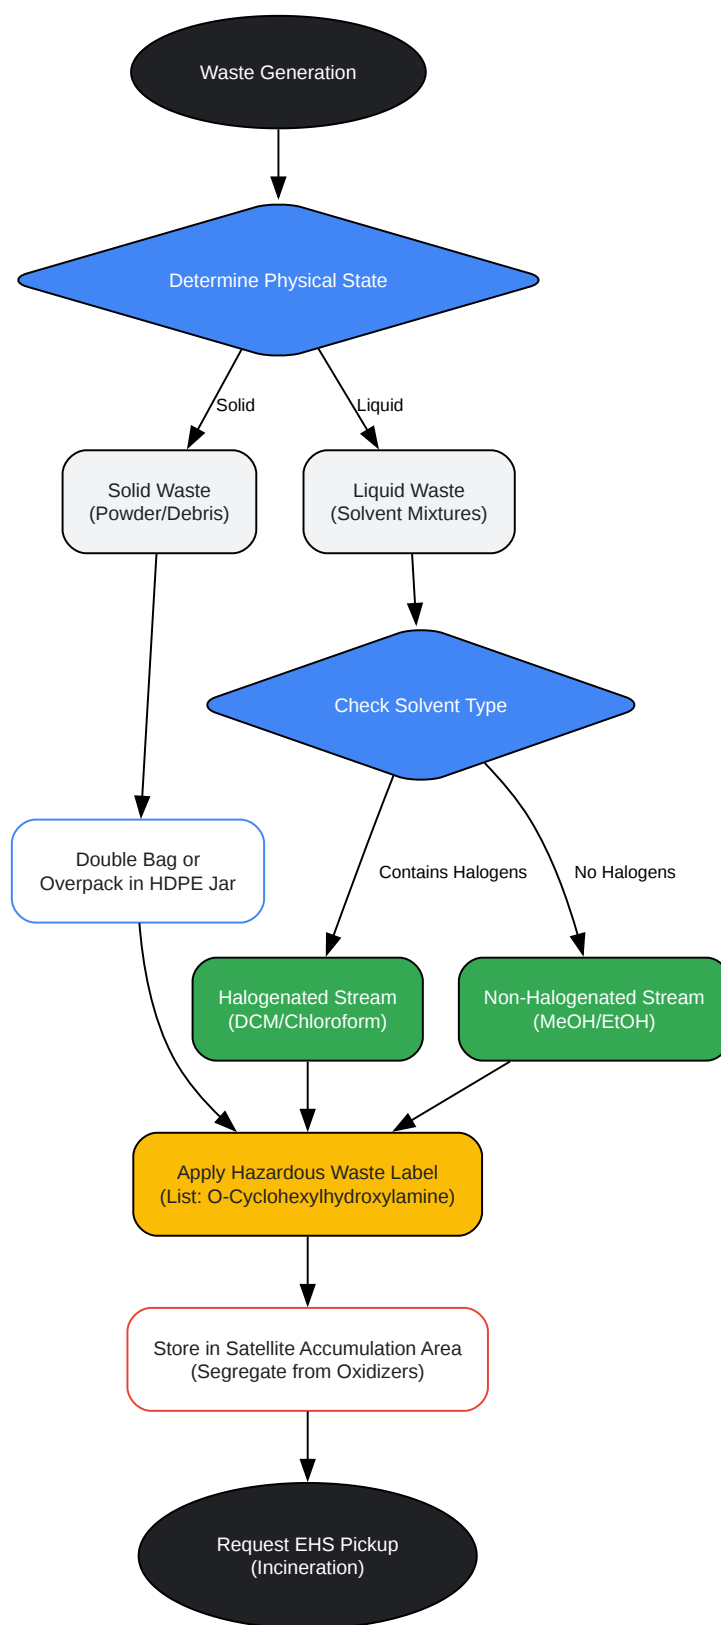 Waste Generation
Determine Physical State
Solid
Liquid
Solid Waste
(Powder/Debris)
Liquid Waste
(Solvent Mixtures)
Check Solvent Type
Double Bag or
Overpack in HDPE Jar
Contains Halogens
No Halogens
Halogenated Stream
(DCM/Chloroform)
Non-Halogenated Stream
(MeOH/EtOH)
Apply Hazardous Waste Label
(List: O-Cyclohexylhydroxylamine)
Store in Satellite Accumulation Area
(Segregate from Oxidizers)
Request EHS Pickup
(Incineration)